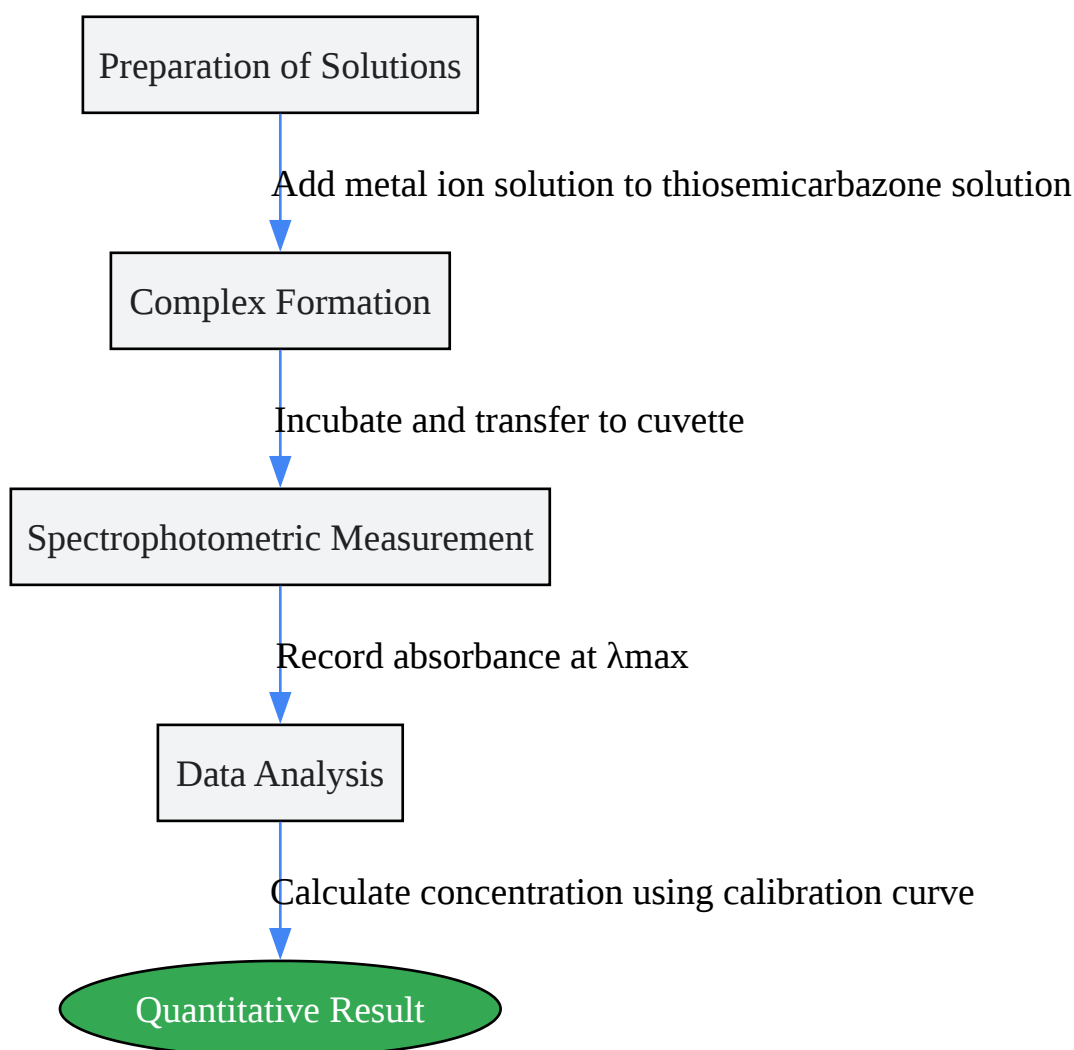 Preparation of Solutions
Add metal ion solution to thiosemicarbazone solution
Complex Formation
Incubate and transfer to cuvette
Spectrophotometric Measurement
Record absorbance at λmax
Data Analysis
Calculate concentration using calibration curve
Quantitative Result